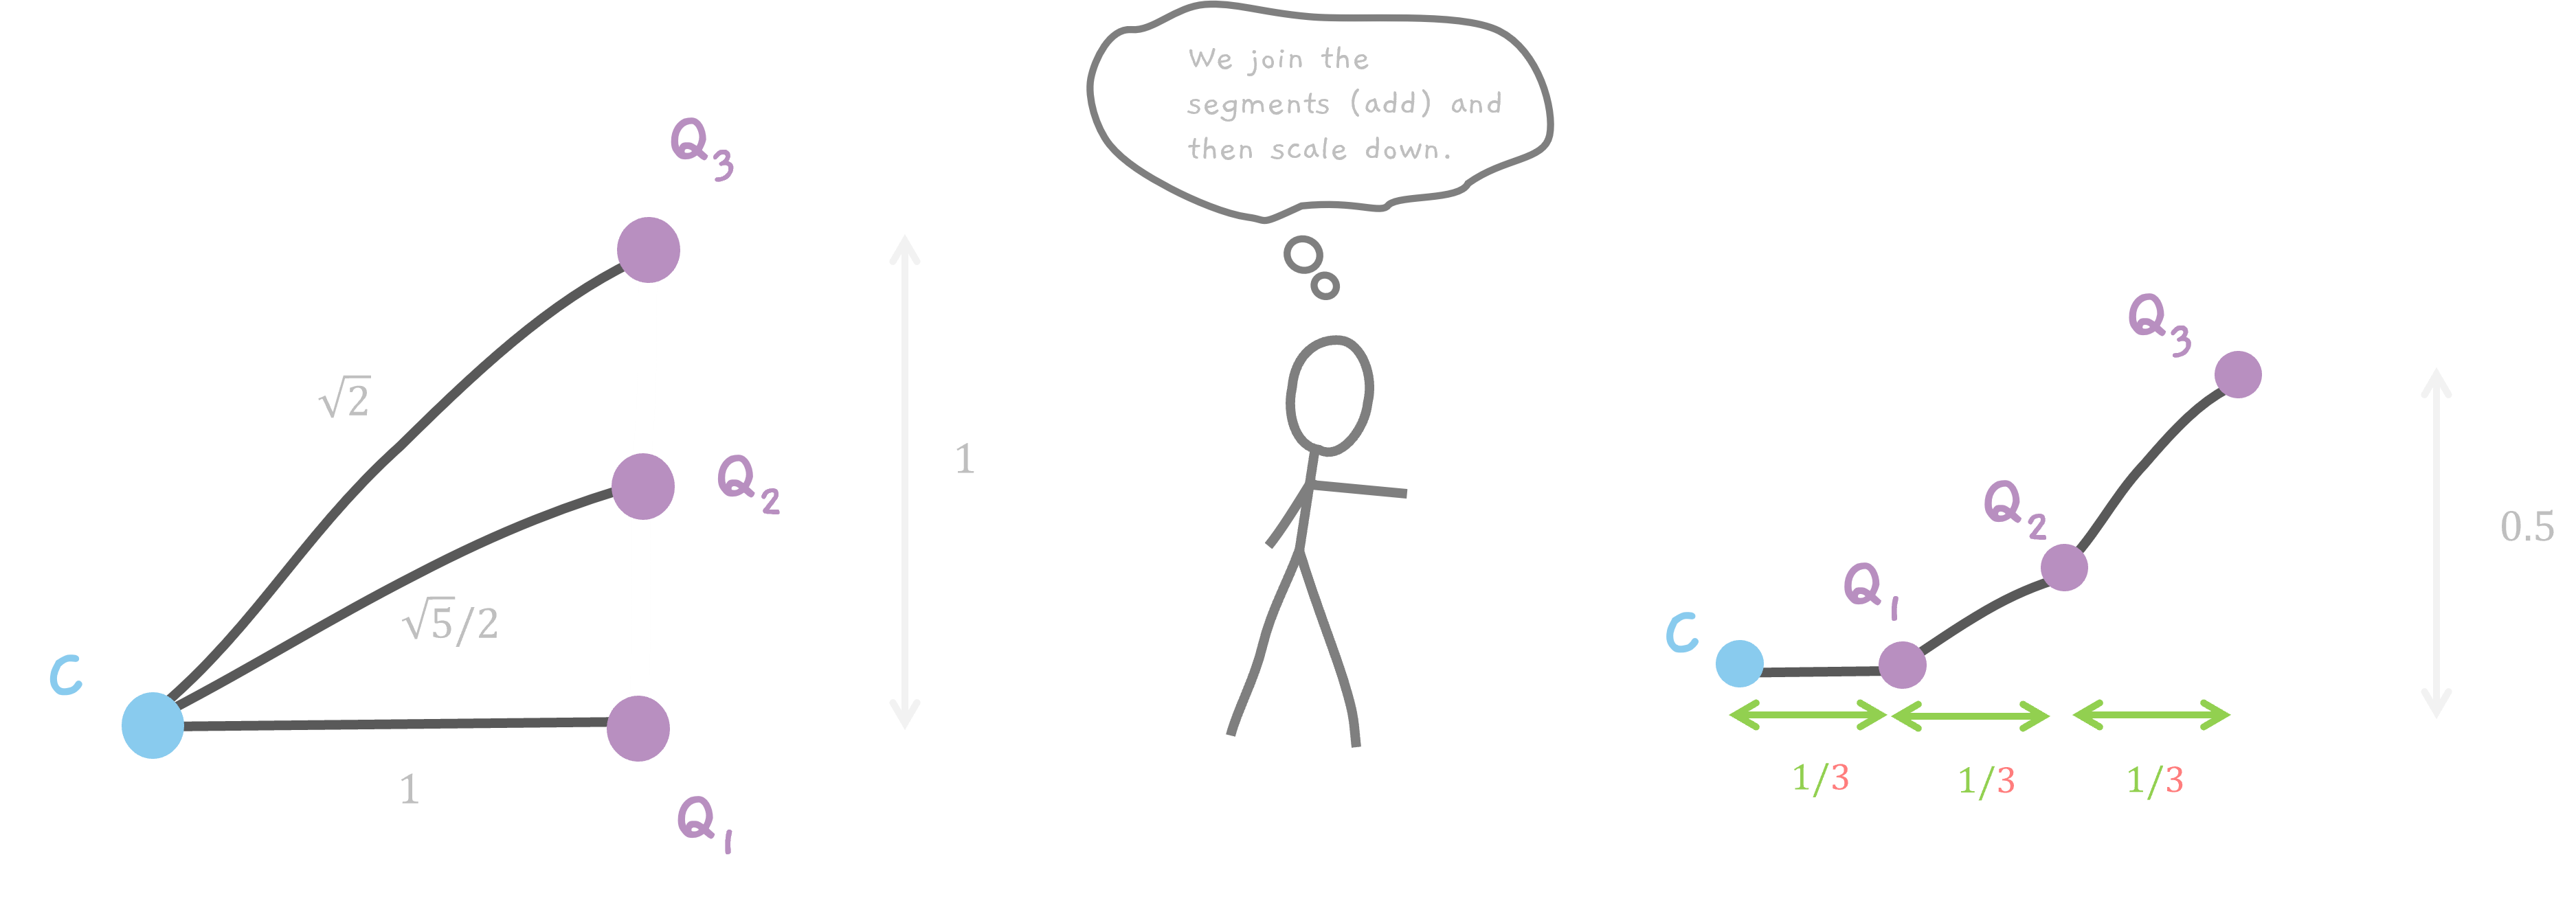 We join the
segments (add) and
then scale down.
Q3
√2
1
Q2
√5/2
C
1
Q1
Q3
Q2
0.5
Q1
C
1/3
1/3
1/3